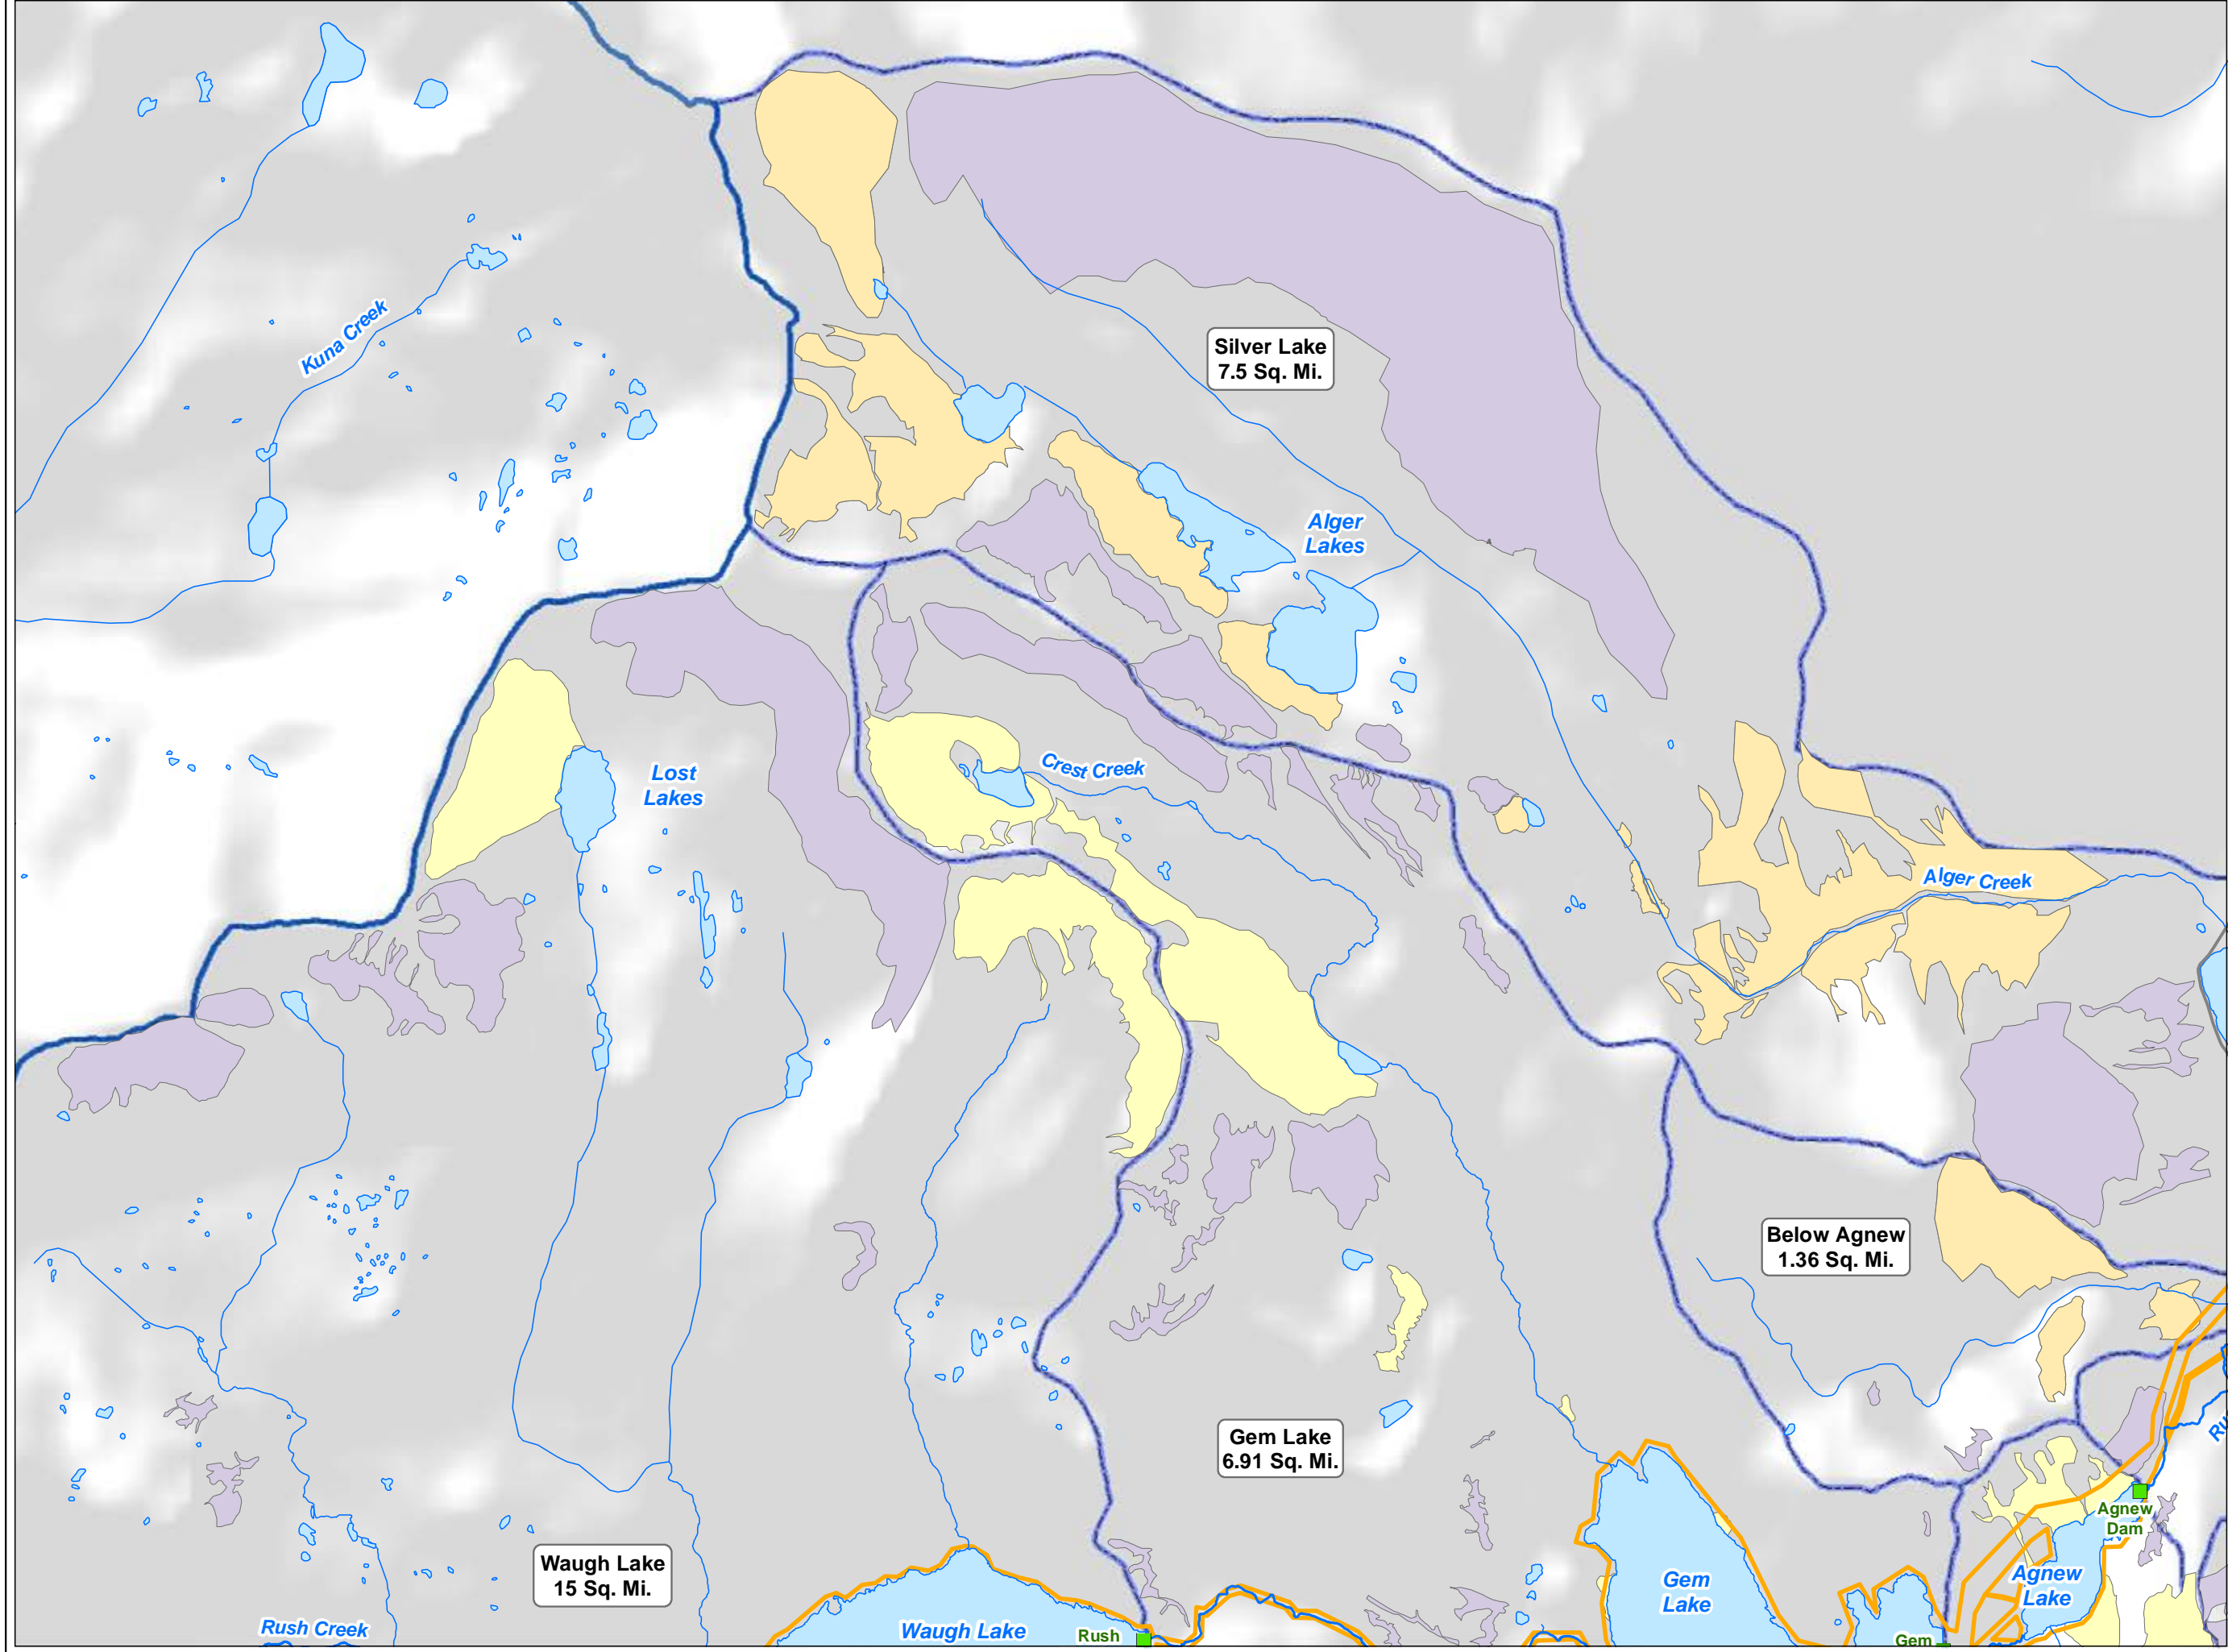 Kuna Creek
Silver Lake
7.5 Sq. Mi.
Alger
Lakes
Lost
Lakes
Crest Creek
Alger Creek
Below Agnew
1.36 Sq. Mi.
Gem Lake
6.91 Sq. Mi.
Waugh Lake
15 Sq. Mi.
Agnew
Dam
Agnew
Lake
Gem
Lake
Rush Creek
Waugh Lake
Rush
Gem